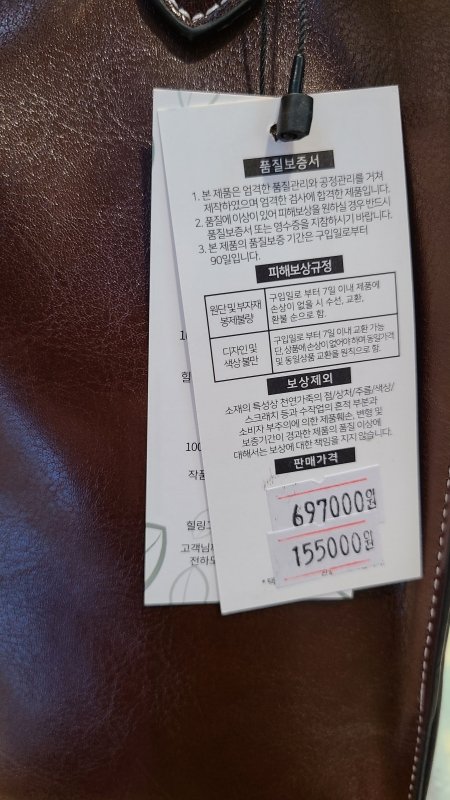 품질보증서
1. 본 제품은 엄격한 품질관리와 공정관리를 거쳐
제작하였으며 엄격한 검사에 합격한 제품입니다.
2. 품질에 이상이 있어 피해보상을 원하실 경우 반드시
품질보증서 또는 영수증을 지참하시기 바랍니다.
3. 본 제품의 품질보증 기간은 구입일로부터
90일입니다.
피해보상규정
원단 및 부자재
봉제불량
구입일로 부터 7일 이내 제품에
손상이 없을 시 수선, 교환,
환불 순으로 함.
디자인 및
색상 불만
구입일로 부터 7일 이내 교환 가능
단, 상품에 손상이 없어야 하며 동일가격
및 동일상품 교환을 원칙으로 함.
보상제외
소재의 특성상 천연가죽의 점/상처/주름/색상/
스크래치 등과 수작업의 흔적 부분과
소비자 부주의에 의한 제품훼손, 변형 및
보증기간이 경과한 제품의 품질 이상에
대해서는 보상에 대한 책임을 지지 않습니다.
판매가격
697000원
155000원
힐
100
작품
힐링
고객님
전하